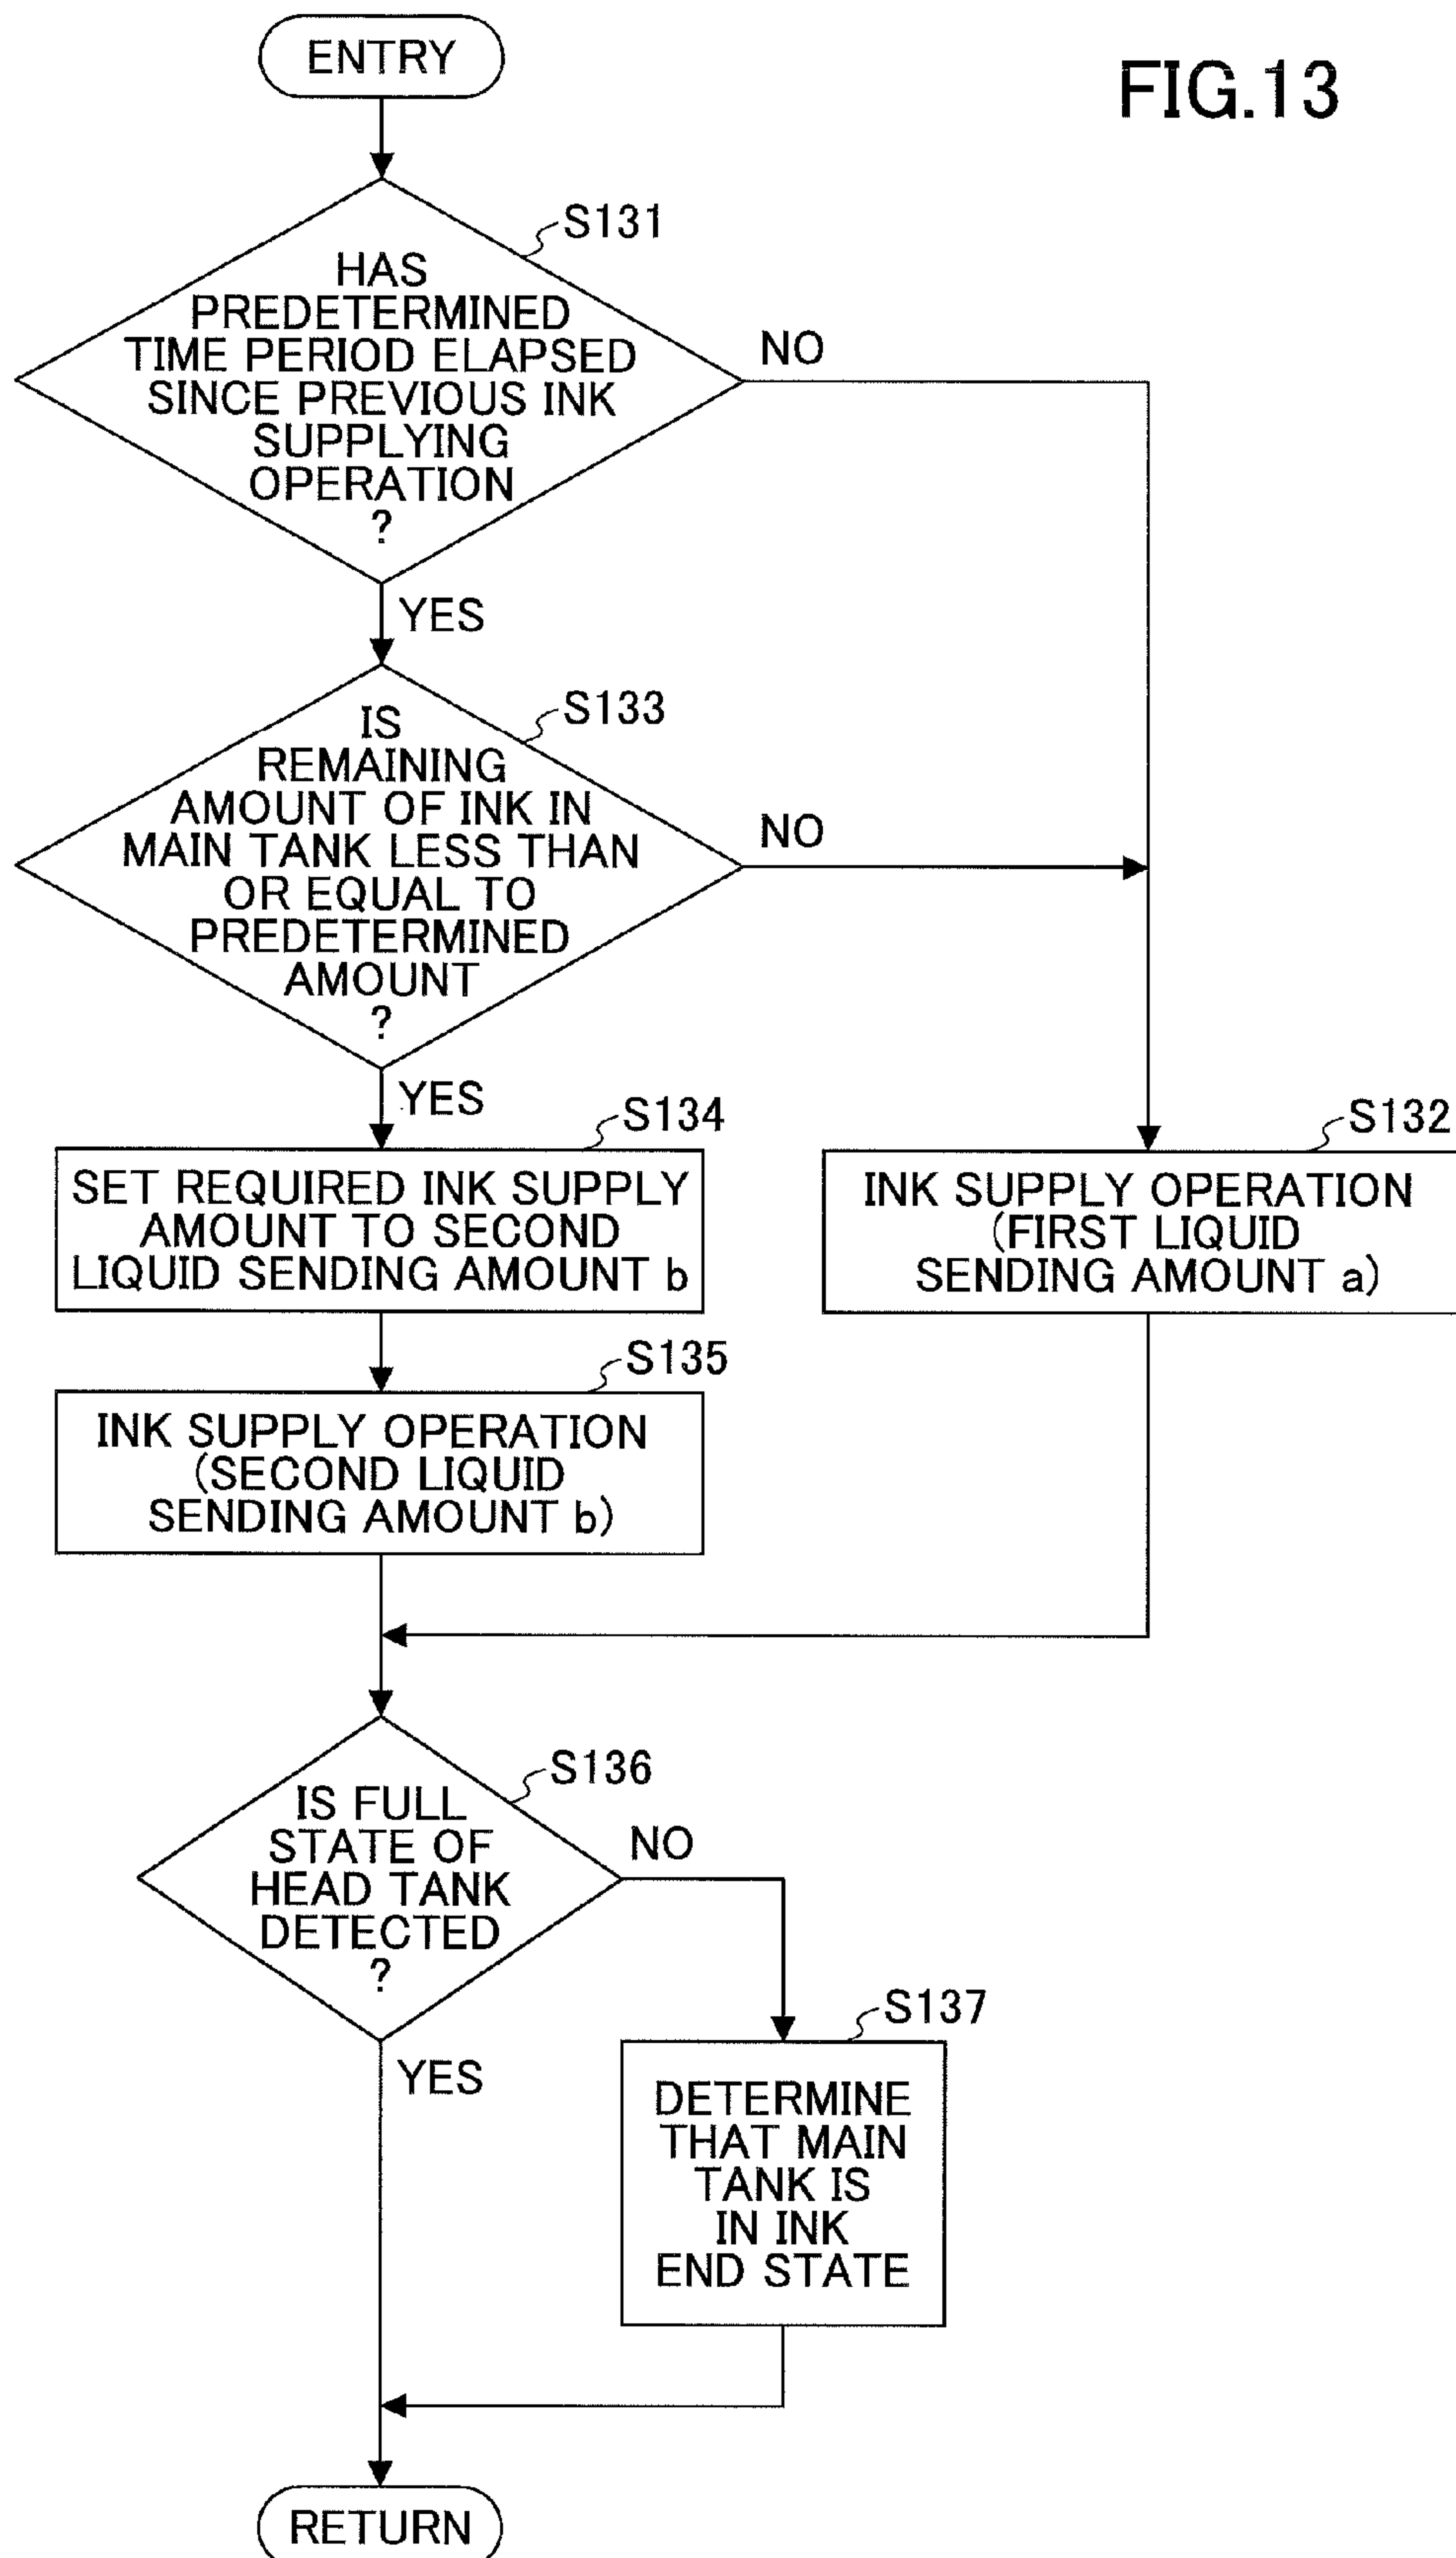 ENTRY
FIG.13
S131
HAS
PREDETERMINED
TIME PERIOD ELAPSED
SINCE PREVIOUS INK
SUPPLYING
OPERATION
?
NO
YES
S133
IS
REMAINING
AMOUNT OF INK IN
MAIN TANK LESS THAN
OR EQUAL TO
PREDETERMINED
AMOUNT
?
NO
YES
S134
SET REQUIRED INK SUPPLY
AMOUNT TO SECOND
LIQUID SENDING AMOUNT b
S132
INK SUPPLY OPERATION
(FIRST LIQUID
SENDING AMOUNT a)
S135
INK SUPPLY OPERATION
(SECOND LIQUID
SENDING AMOUNT b)
S136
IS FULL
STATE OF
HEAD TANK
DETECTED
?
NO
YES
S137
DETERMINE
THAT MAIN
TANK IS
IN INK
END STATE
RETURN